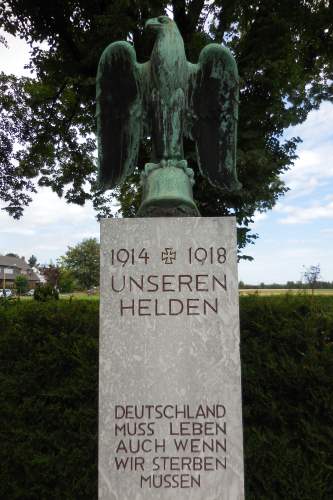 1914 ✠ 1918
UNSEREN
HELDEN
DEUTSCHLAND
MUSS LEBEN
AUCH WENN
WIR STERBEN
MÜSSEN